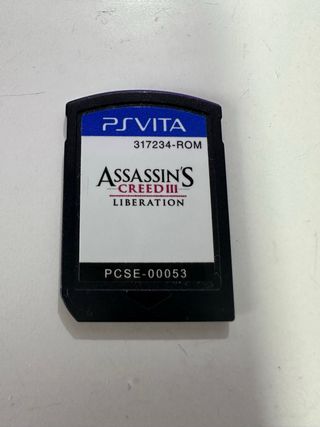 PSVITA
317234-ROM
ASSASSIN'S
CREED III
LIBERATION
PCSE-00053